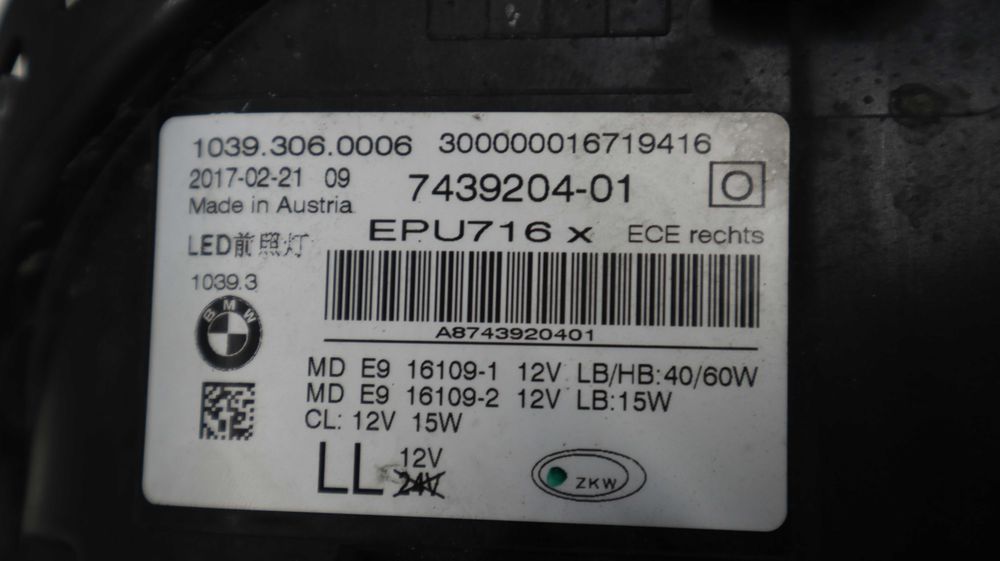 1039.306.0006 300000016719416
2017-02-21 09 7439204-01 O
Made in Austria
EPU716 x ECE rechts
LED前照灯
1039.3
BMW
A8743920401
MD E9 16109-1 12V LB/HB:40/60W
MD E9 16109-2 12V LB:15W
CL: 12V 15W
LL 12V
24V
ZKW